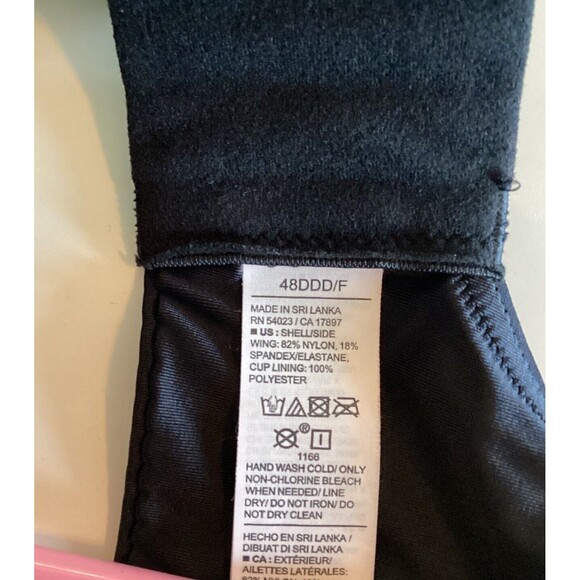 48DDD/F
MADE IN SRI LANKA
RN 54023 / CA 17897
■ US : SHELL/SIDE
WING: 82% NYLON, 18%
SPANDEX/ELASTANE,
CUP LINING: 100%
POLYESTER
®
1166
HAND WASH COLD/ ONLY
NON-CHLORINE BLEACH
WHEN NEEDED/ LINE
DRY/ DO NOT IRON/ DO
NOT DRY CLEAN
HECHO EN SRI LANKA /
DIBUAT DI SRI LANKA
■ CA : EXTÉRIEUR/
AILETTES LATÉRALES: